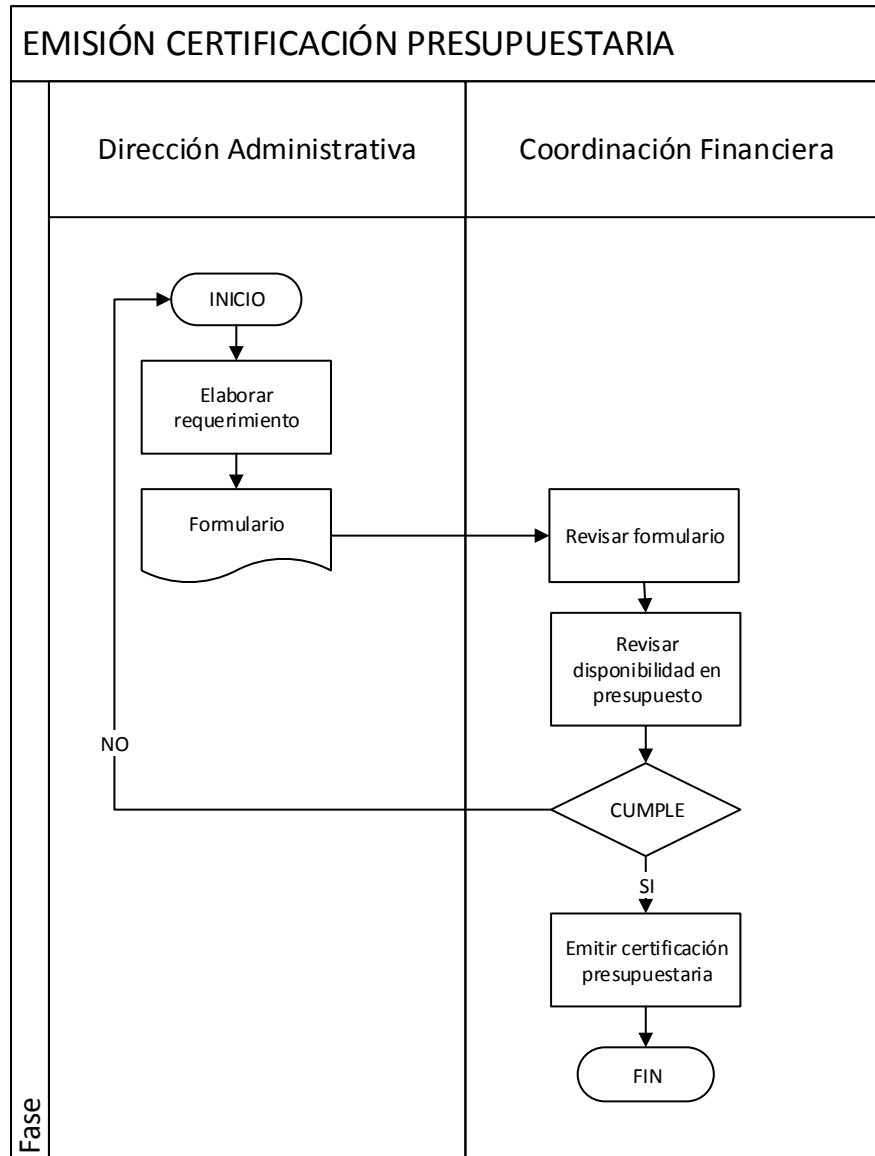 EMISIÓN CERTIFICACIÓN PRESUPUESTARIA
Dirección Administrativa
Coordinación Financiera
INICIO
Elaborar
requerimiento
Formulario
Revisar formulario
Revisar
disponibilidad en
presupuesto
NO
CUMPLE
SI
Emitir certificación
presupuestaria
FIN
Fase